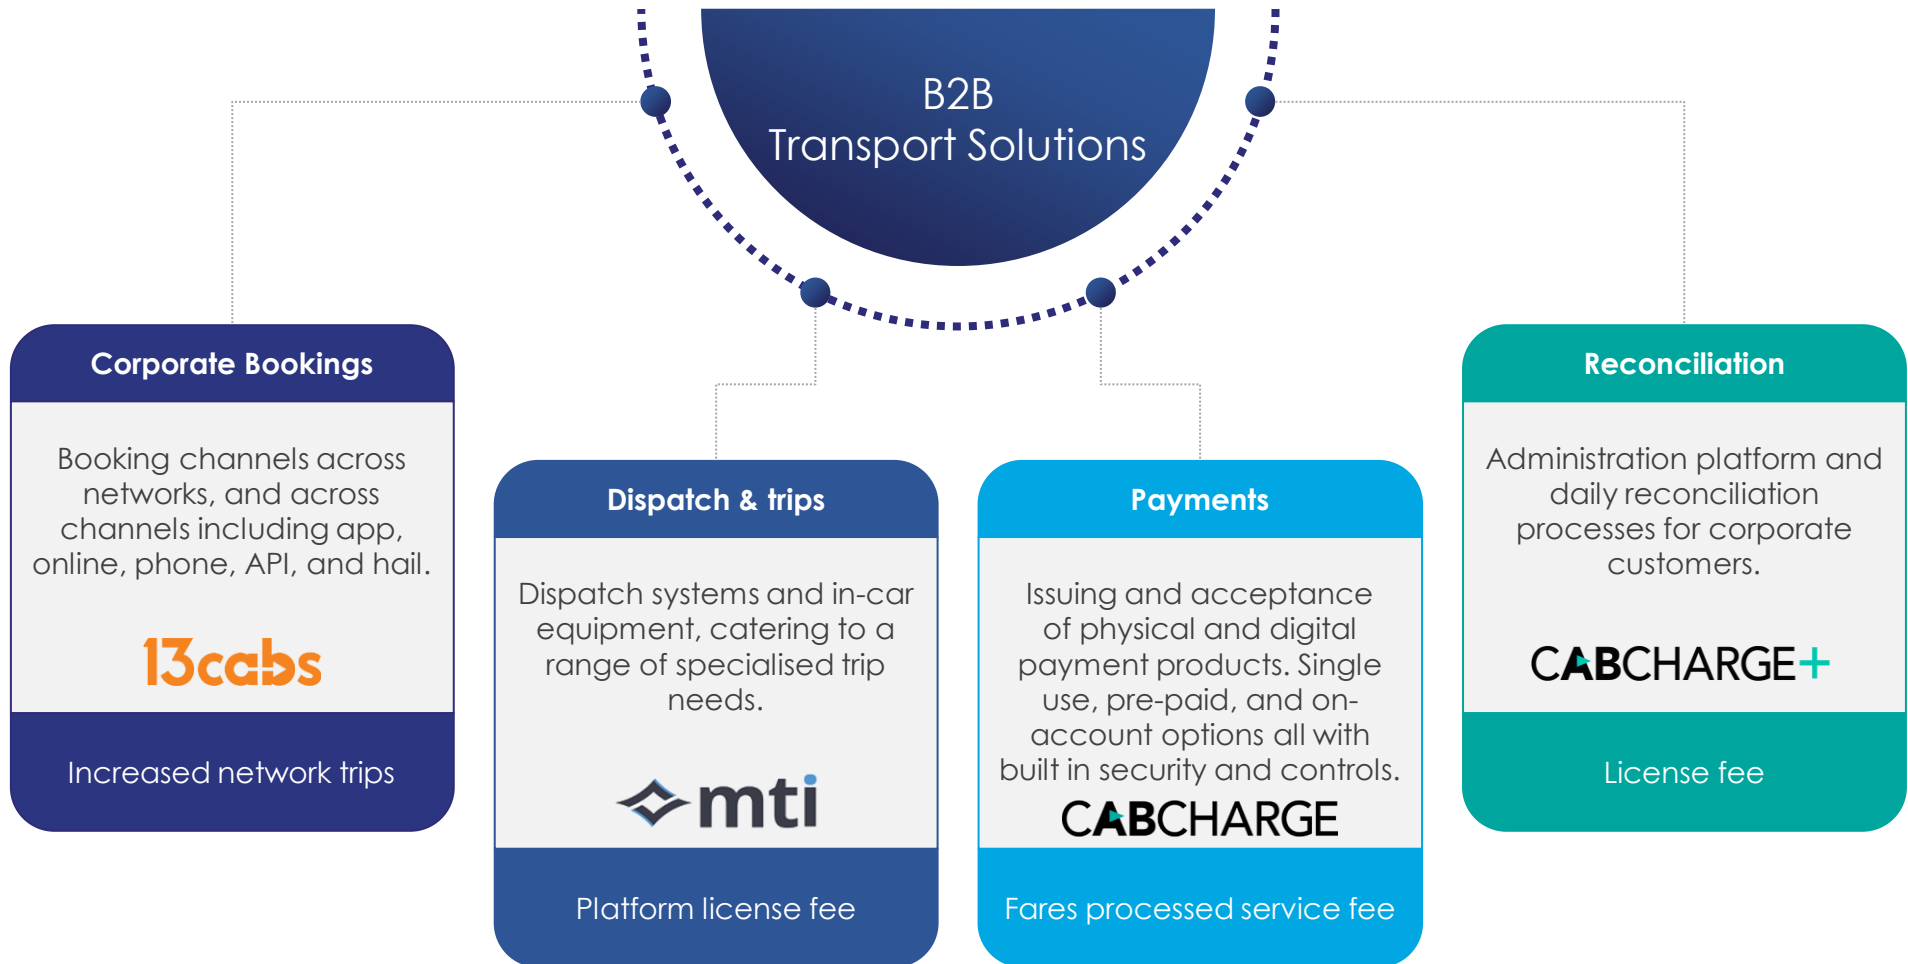 B2B
Transport Solutions
Corporate Bookings
Booking channels across
networks, and across
channels including app,
online, phone, API, and hail.
13cabs
Increased network trips
Dispatch & trips
Dispatch systems and in-car
equipment, catering to a
range of specialised trip
needs.
mti
Platform license fee
Payments
Issuing and acceptance
of physical and digital
payment products. Single
use, pre-paid, and on-
account options all with
built in security and controls.
CABCHARGE
Fares processed service fee
Reconciliation
Administration platform and
daily reconciliation
processes for corporate
customers.
CABCHARGE+
License fee